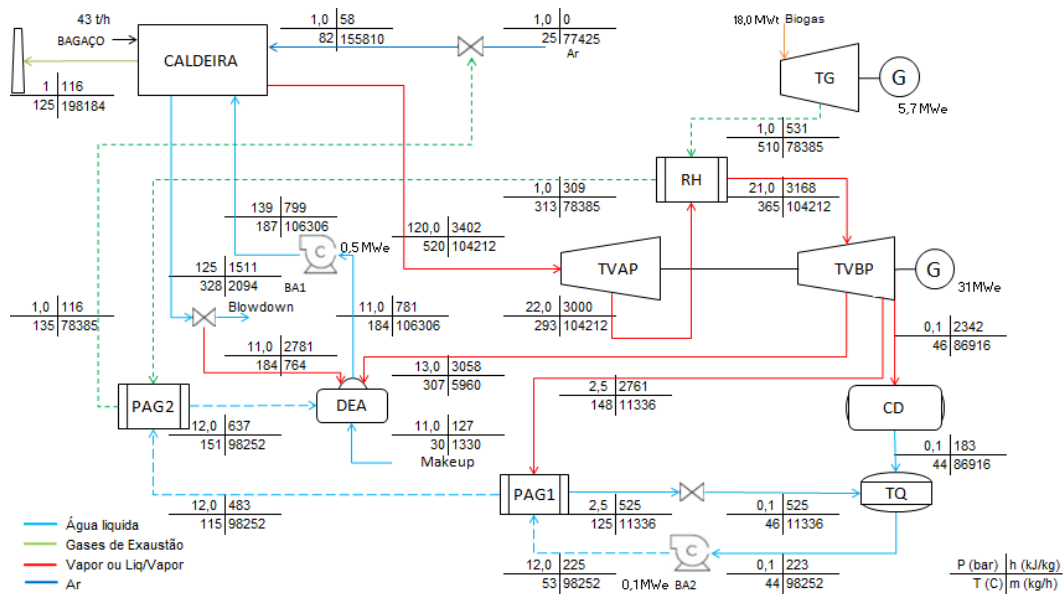 43 t/h
BAGAÇO
CALDEIRA
1,0 58
82 155810
1,0 0
25 77425
Ar
18,0 MWt Biogas
TG
G
5,7 MWe
1 116
125 198184
1,0 531
510 78385
RH
1,0 309
313 78385
21,0 3168
365 104212
139 799
187 106306
C
0,5 MWe
BA1
120,0 3402
520 104212
TVAP
TVBP
G
31MWe
125 1511
328 2094
Blowdown
1,0 116
135 78385
11,0 781
184 106306
22,0 3000
293 104212
0,1 2342
46 86916
11,0 2781
184 764
13,0 3058
307 5960
2,5 2761
148 11336
PAG2
DEA
CD
12,0 637
151 98252
11,0 127
30 1330
Makeup
0,1 183
44 86916
PAG1
TQ
12,0 483
115 98252
2,5 525
125 11336
0,1 525
46 11336
C
12,0 225
53 98252
0,1MWe BA2
0,1 223
44 98252
Água liquida
Gases de Exaustão
Vapor ou Liq/Vapor
Ar
P (bar) h (kJ/kg)
T (C) m (kg/h)